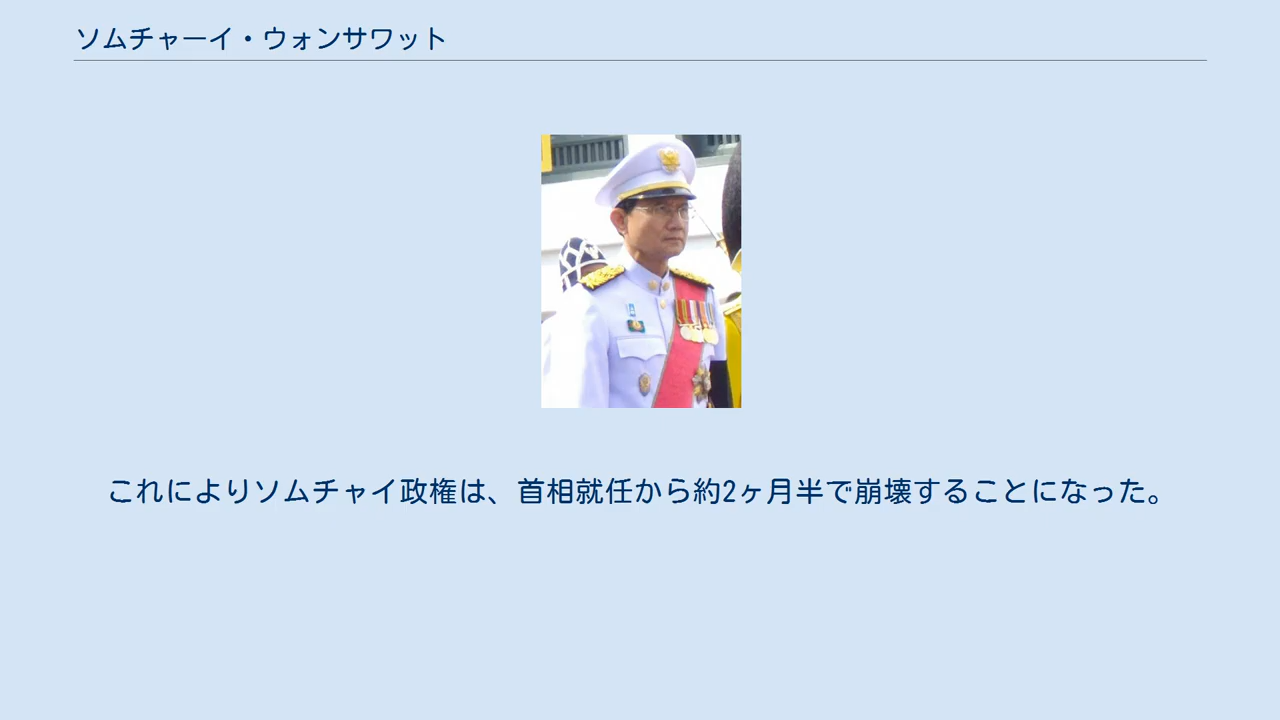 ソムチャーイ・ウォンサワット
これによりソムチャイ政権は、首相就任から約2ヶ月半で崩壊することになった。